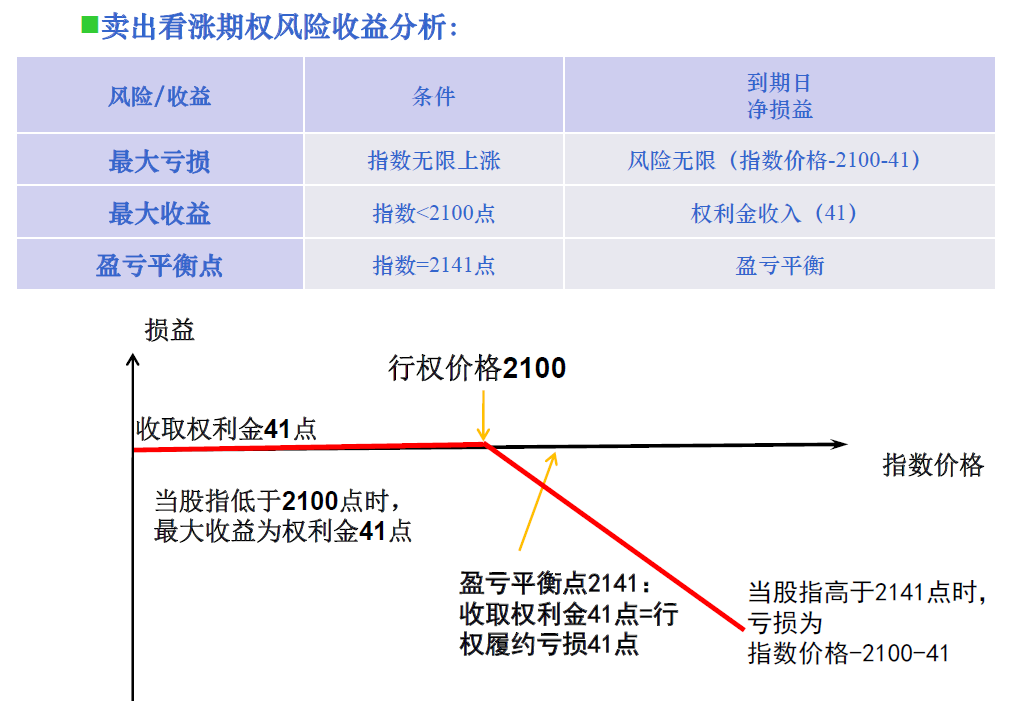 卖出看涨期权风险收益分析:
风险/收益
条件
到期日
净损益
最大亏损
指数无限上涨
风险无限（指数价格-2100-41）
最大收益
指数<2100点
权利金收入（41）
盈亏平衡点
指数=2141点
盈亏平衡
损益
行权价格2100
收取权利金41点
指数价格
当股指低于2100点时，
最大收益为权利金41点
盈亏平衡点2141：
收取权利金41点=行
权履约亏损41点
当股指高于2141点时，
亏损为
指数价格-2100-41